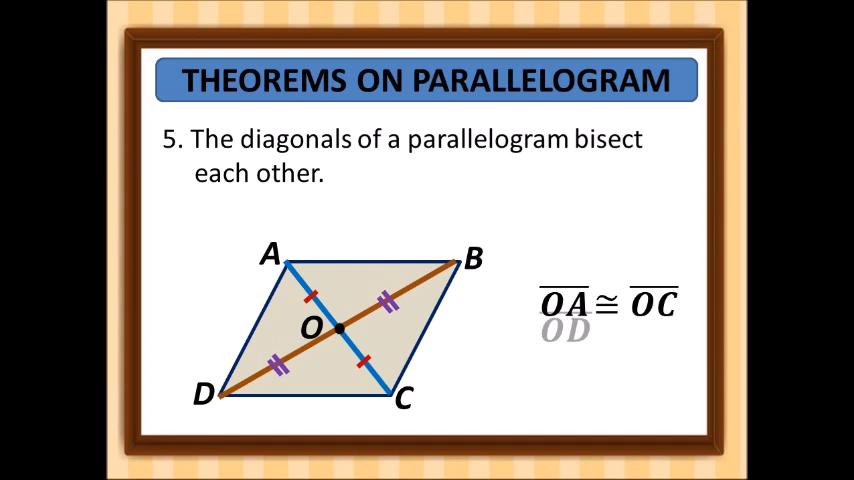 THEOREMS ON PARALLELOGRAM
5. The diagonals of a parallelogram bisect
each other.
A
B
O
D
C
OA ≅ OC
OD